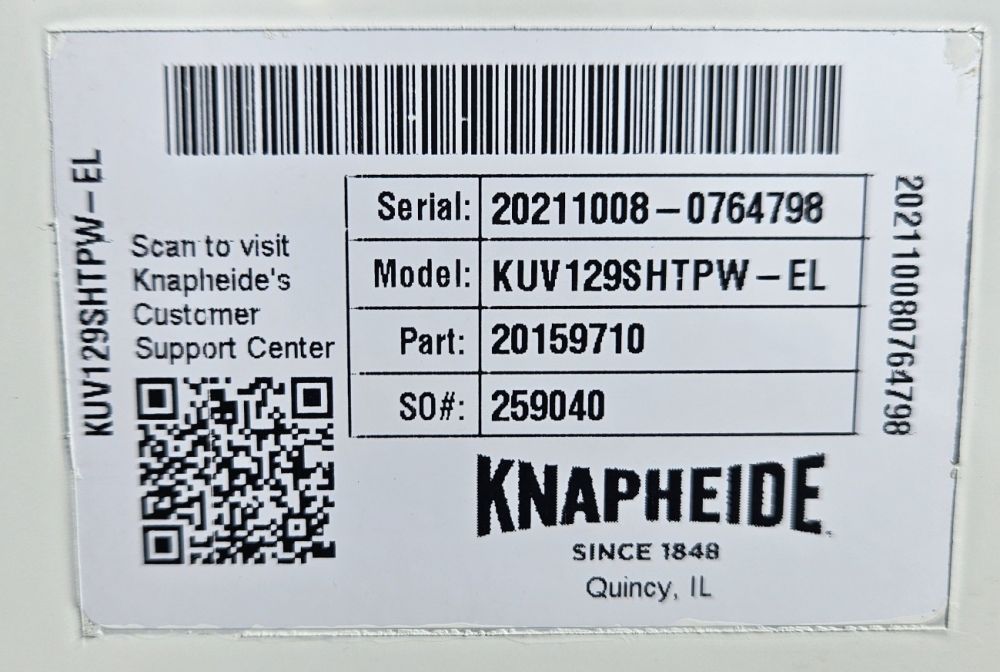 KUV129SHTPW-EL
Scan to visit
Knapheide's
Customer
Support Center
Serial: 20211008-0764798
Model: KUV129SHTPW-EL
Part: 20159710
SO#: 259040
202110080764798
KNAPHEIDE
SINCE 1848
Quincy, IL